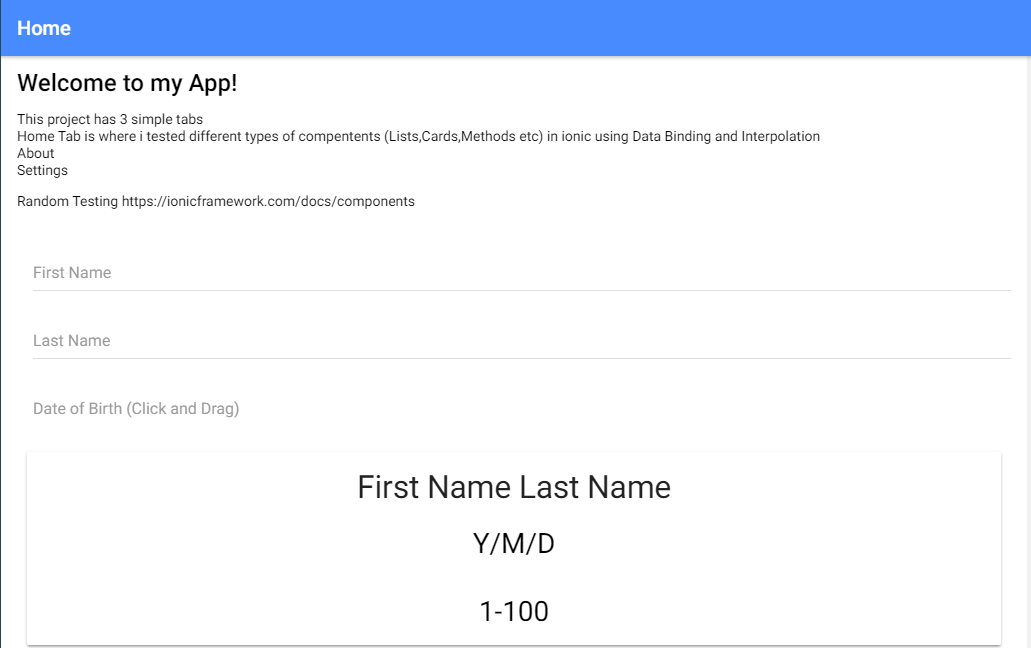 Home
Welcome to my App!
This project has 3 simple tabs
Home Tab is where i tested different types of compentents (Lists,Cards,Methods etc) in ionic using Data Binding and Interpolation
About
Settings
Random Testing https://ionicframework.com/docs/components
First Name
Last Name
Date of Birth (Click and Drag)
First Name Last Name
Y/M/D
1-100